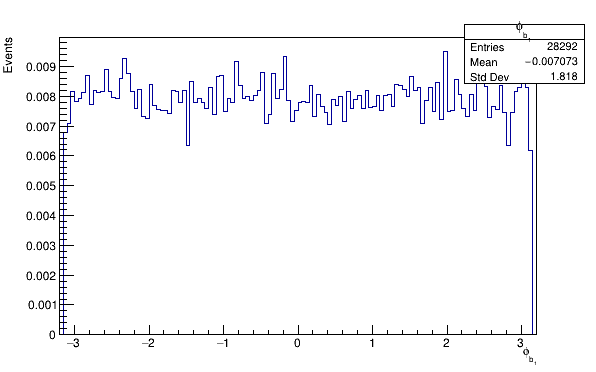 ϕ_b₁
Entries 28292
Mean −0.007073
Std Dev 1.818
Events
0.009
0.008
0.007
0.006
0.005
0.004
0.003
0.002
0.001
0
−3 −2 −1 0 1 2 3
ϕ_b₁